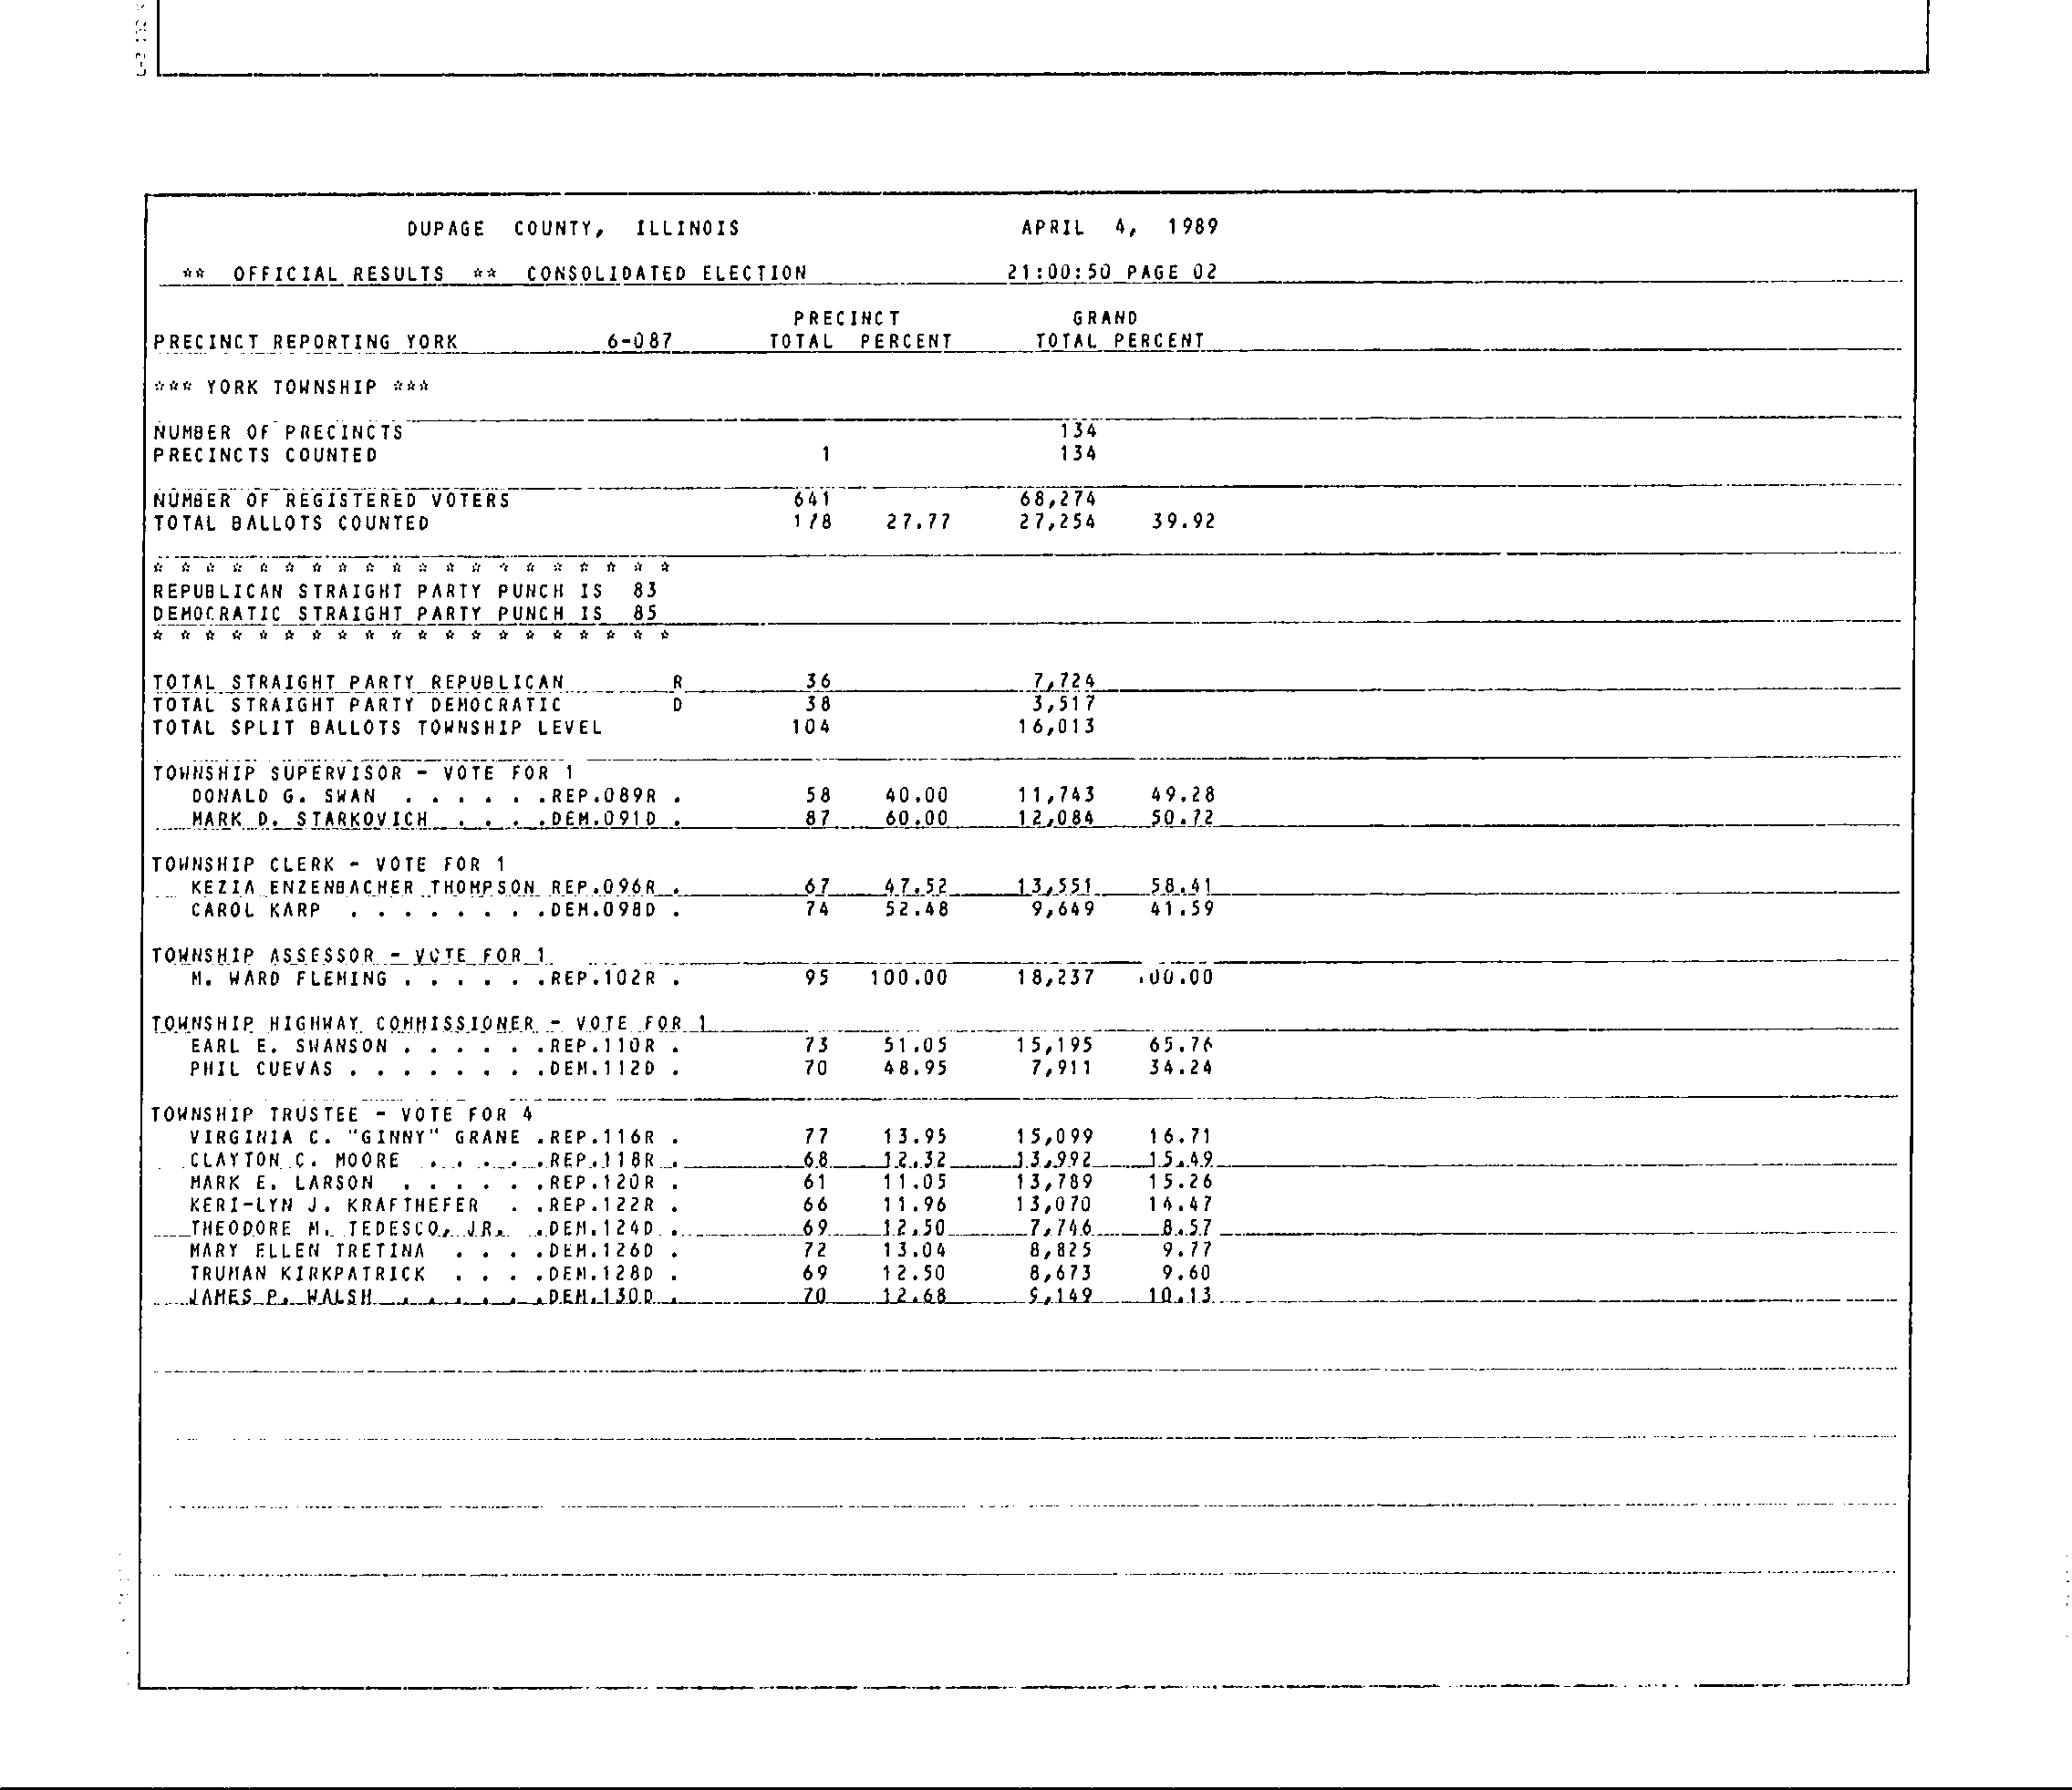 DUPAGE COUNTY, ILLINOIS APRIL 4, 1989
** OFFICIAL RESULTS ** CONSOLIDATED ELECTION 21:00:50 PAGE 02
PRECINCT GRAND
PRECINCT REPORTING YORK 6-087 TOTAL PERCENT TOTAL PERCENT
*** YORK TOWNSHIP ***
NUMBER OF PRECINCTS 134
PRECINCTS COUNTED 1 134
NUMBER OF REGISTERED VOTERS 641 68,274
TOTAL BALLOTS COUNTED 178 27.77 27,254 39.92
* * * * * * * * * * * * * * * * * * * *
REPUBLICAN STRAIGHT PARTY PUNCH IS 83
DEMOCRATIC STRAIGHT PARTY PUNCH IS 85
* * * * * * * * * * * * * * * * * * * *
TOTAL STRAIGHT PARTY REPUBLICAN R 36 7,724
TOTAL STRAIGHT PARTY DEMOCRATIC D 38 3,517
TOTAL SPLIT BALLOTS TOWNSHIP LEVEL 104 16,013
TOWNSHIP SUPERVISOR - VOTE FOR 1
DONALD G. SWAN . . . . . .REP.089R . 58 40.00 11,743 49.28
MARK D. STARKOVICH . . . .DEM.091D . 87 60.00 12,084 50.72
TOWNSHIP CLERK - VOTE FOR 1
KEZIA ENZENBACHER THOMPSON REP.096R . 67 47.52 13,551 58.41
CAROL KARP . . . . . . . .DEM.098D . 74 52.48 9,649 41.59
TOWNSHIP ASSESSOR - VOTE FOR 1
M. WARD FLEMING . . . . . .REP.102R . 95 100.00 18,237 100.00
TOWNSHIP HIGHWAY COMMISSIONER - VOTE FOR 1
EARL E. SWANSON . . . . . .REP.110R . 73 51.05 15,195 65.76
PHIL CUEVAS . . . . . . . .DEM.112D . 70 48.95 7,911 34.24
TOWNSHIP TRUSTEE - VOTE FOR 4
VIRGINIA C. "GINNY" GRANE .REP.116R . 77 13.95 15,099 16.71
CLAYTON C. MOORE . . . . .REP.118R . 68 12.32 13,992 15.49
MARK E. LARSON . . . . . .REP.120R . 61 11.05 13,789 15.26
KERI-LYN J. KRAFTHEFER . .REP.122R . 66 11.96 13,070 14.47
THEODORE M. TEDESCO, JR. .DEM.124D . 69 12.50 7,746 8.57
MARY ELLEN TRETINA . . . .DEM.126D . 72 13.04 8,825 9.77
TRUMAN KIRKPATRICK . . . .DEM.128D . 69 12.50 8,673 9.60
JAMES P. WALSH . . . . . .DEM.130D . 70 12.68 9,149 10.13